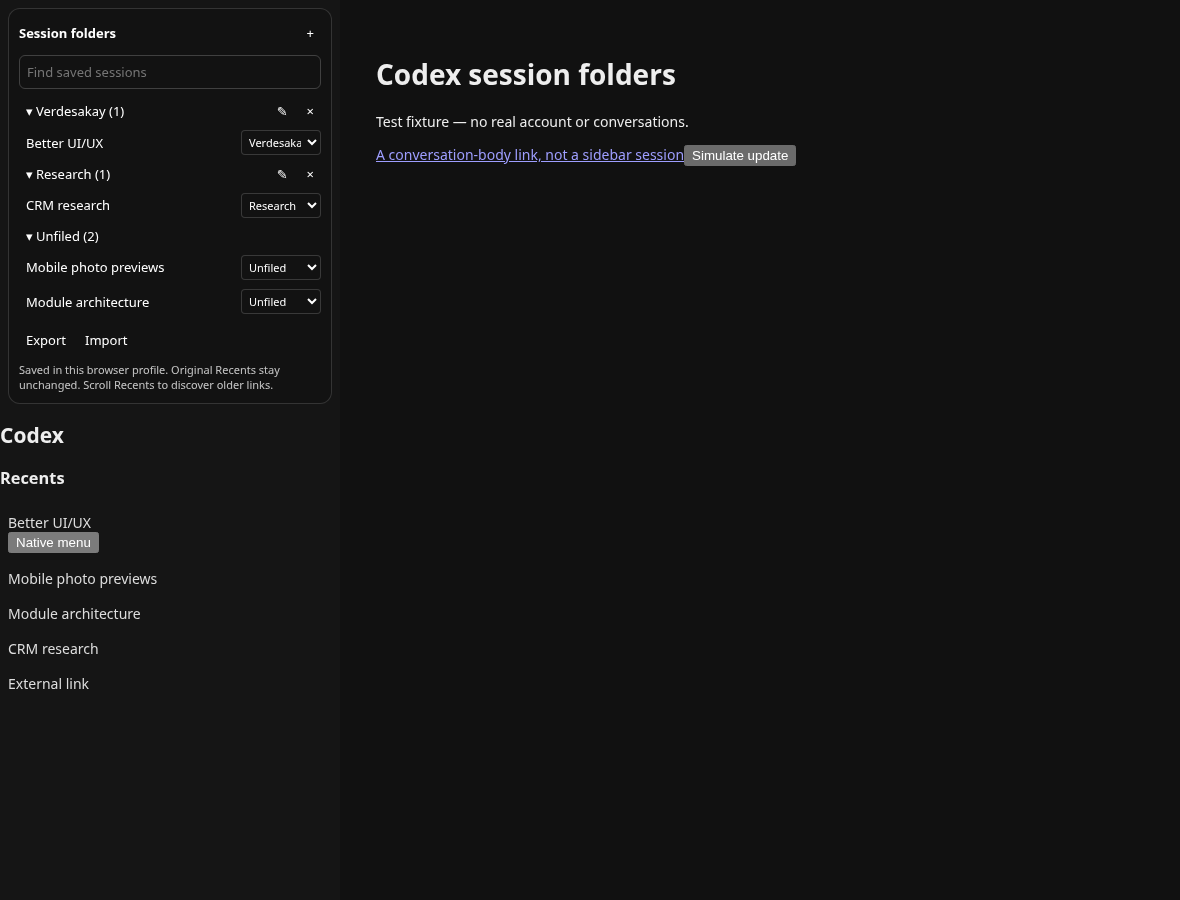 Session folders +
Find saved sessions
▾ Verdesakay (1) ✎ ×
Better UI/UX Verdesaka
▾ Research (1) ✎ ×
CRM research Research
▾ Unfiled (2)
Mobile photo previews Unfiled
Module architecture Unfiled
Export Import
Saved in this browser profile. Original Recents stay
unchanged. Scroll Recents to discover older links.
Codex
Recents
Better UI/UX
Native menu
Mobile photo previews
Module architecture
CRM research
External link
Codex session folders
Test fixture — no real account or conversations.
A conversation-body link, not a sidebar session Simulate update